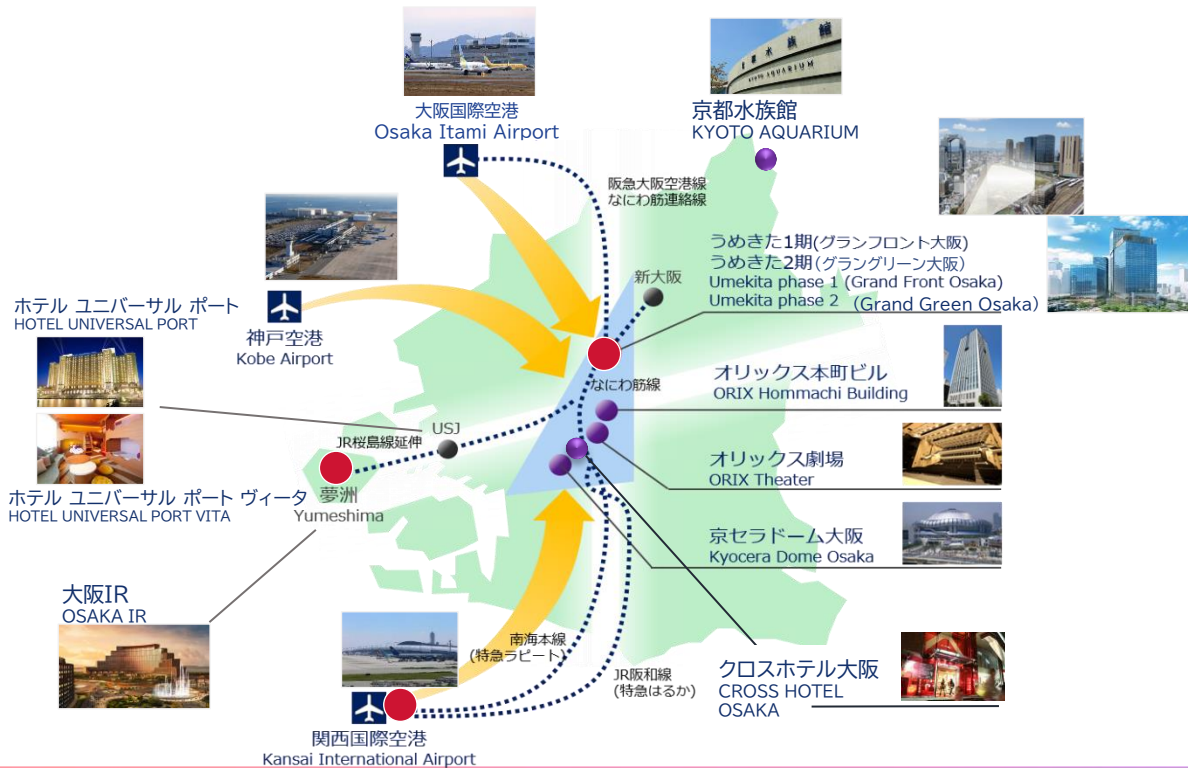 大阪国際空港
Osaka Itami Airport
京都水族館
KYOTO AQUARIUM
KYOTO AQUARIUM
阪急大阪空港線
なにわ筋連絡線
新大阪
うめきた1期(グランフロント大阪)
うめきた2期(グラングリーン大阪)
Umekita phase 1 (Grand Front Osaka)
Umekita phase 2 (Grand Green Osaka)
ホテル ユニバーサル ポート
HOTEL UNIVERSAL PORT
神戸空港
Kobe Airport
なにわ筋線
オリックス本町ビル
ORIX Hommachi Building
USJ
JR桜島線延伸
オリックス劇場
ORIX Theater
ホテル ユニバーサル ポート ヴィータ
HOTEL UNIVERSAL PORT VITA
夢洲
Yumeshima
京セラドーム大阪
Kyocera Dome Osaka
大阪IR
OSAKA IR
南海本線
(特急ラピート)
JR阪和線
(特急はるか)
クロスホテル大阪
CROSS HOTEL
OSAKA
関西国際空港
Kansai International Airport